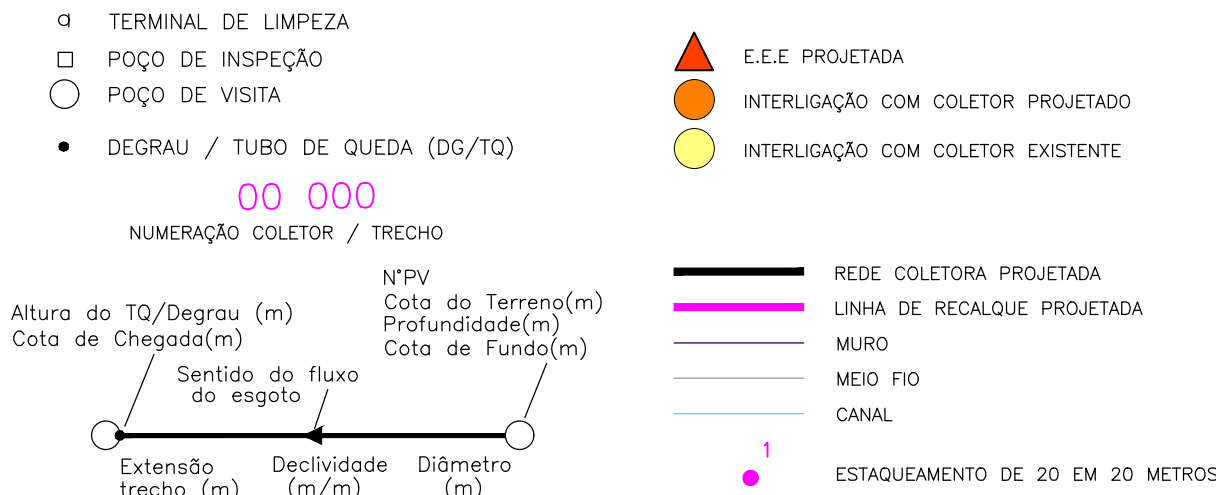 TERMINAL DE LIMPEZA
POÇO DE INSPEÇÃO
POÇO DE VISITA
DEGRAU / TUBO DE QUEDA (DG/TQ)
00 000
NUMERAÇÃO COLETOR / TRECHO
N°PV
Cota do Terreno(m)
Profundidade(m)
Cota de Fundo(m)
Altura do TQ/Degrau (m)
Cota de Chegada(m)
Sentido do fluxo
do esgoto
Extensão
trecho (m)
Declividade
(m/m)
Diâmetro
(m)
E.E.E PROJETADA
INTERLIGAÇÃO COM COLETOR PROJETADO
INTERLIGAÇÃO COM COLETOR EXISTENTE
REDE COLETORA PROJETADA
LINHA DE RECALQUE PROJETADA
MURO
MEIO FIO
CANAL
1
ESTAQUEAMENTO DE 20 EM 20 METROS